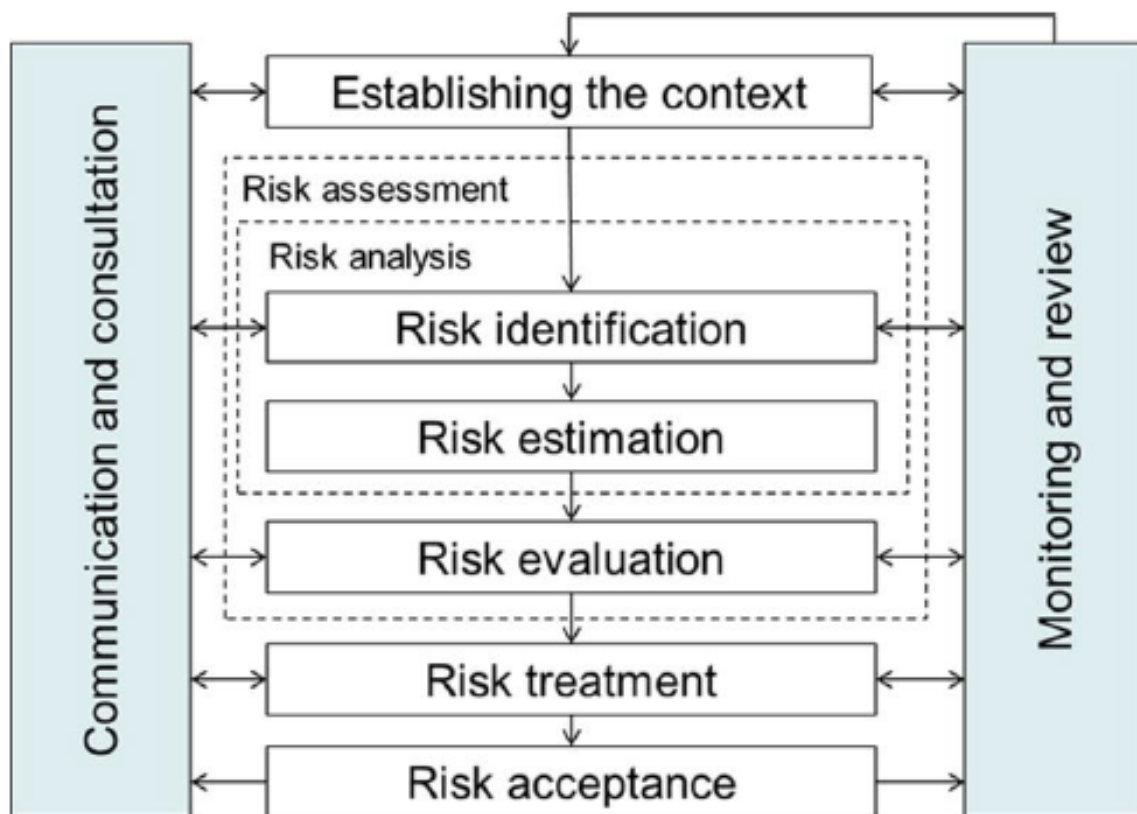 Establishing the context
Risk assessment
Risk analysis
Risk identification
Risk estimation
Risk evaluation
Risk treatment
Risk acceptance
Communication and consultation
Monitoring and review